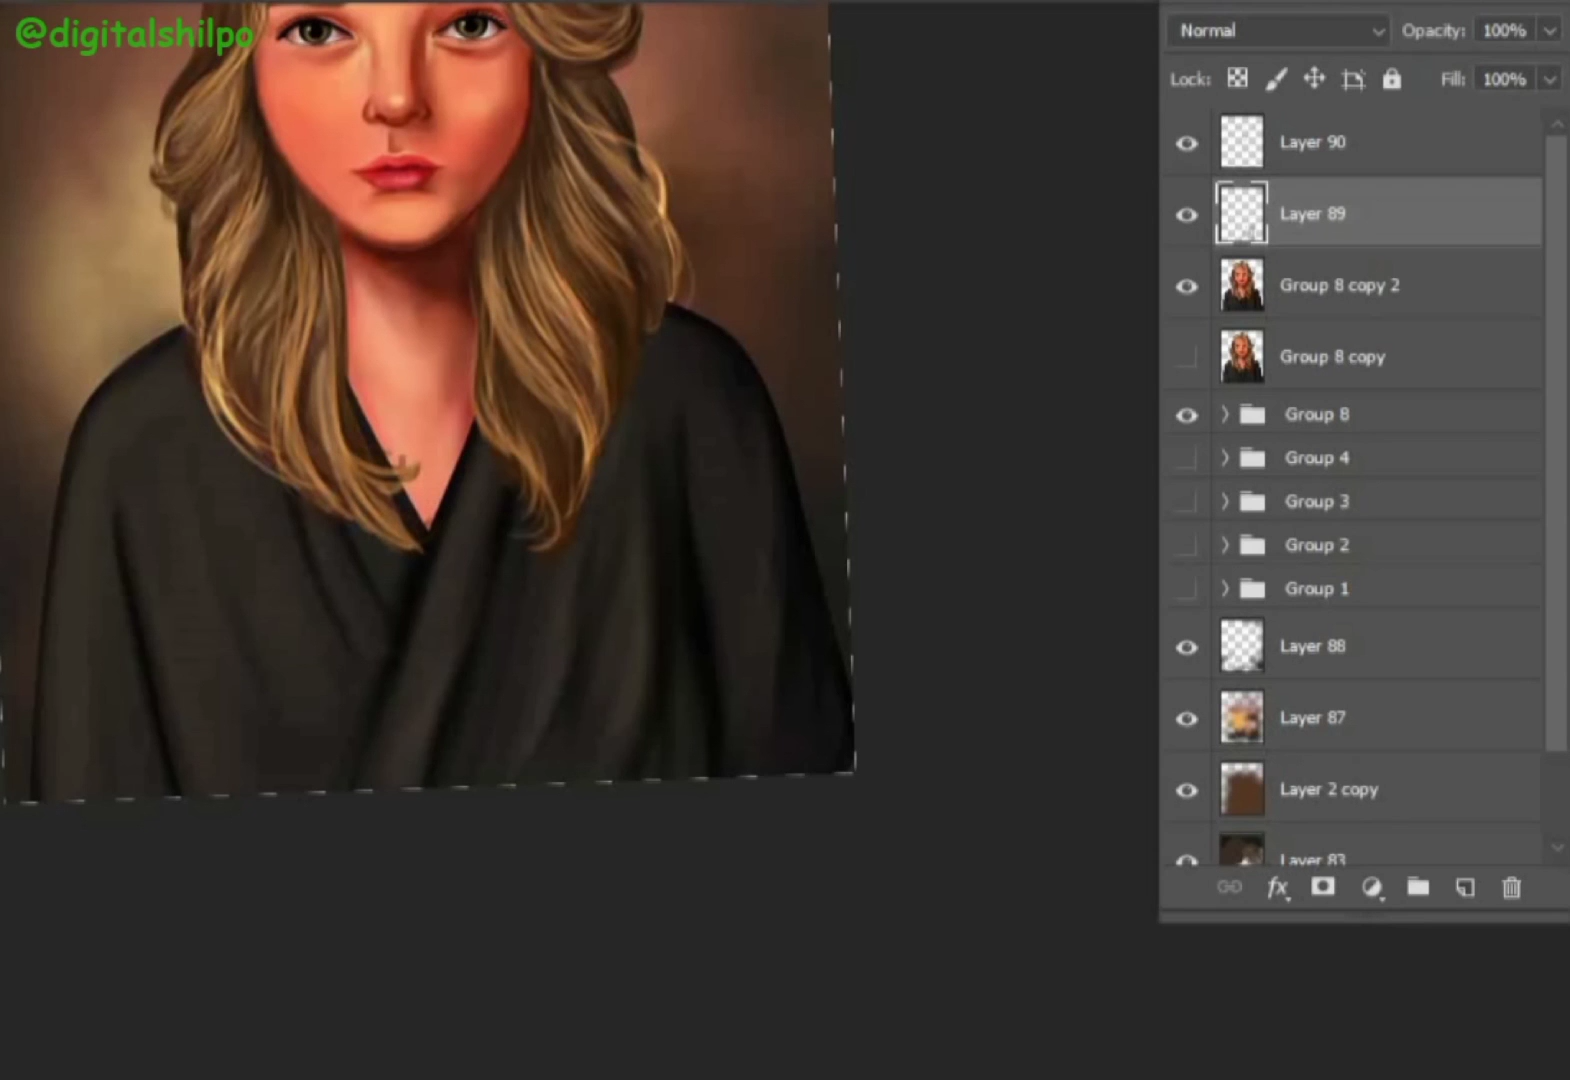 @digitalshilpo
Normal Opacity: 100%
Lock: Fill: 100%
Layer 90
Layer 89
Group 8 copy 2
Group 8 copy
Group 8
Group 4
Group 3
Group 2
Group 1
Layer 88
Layer 87
Layer 2 copy
Layer 83
fx